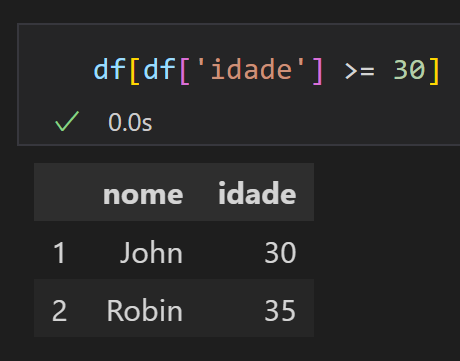 df[df['idade'] >= 30]
0.0s
nome idade
1 John 30
2 Robin 35